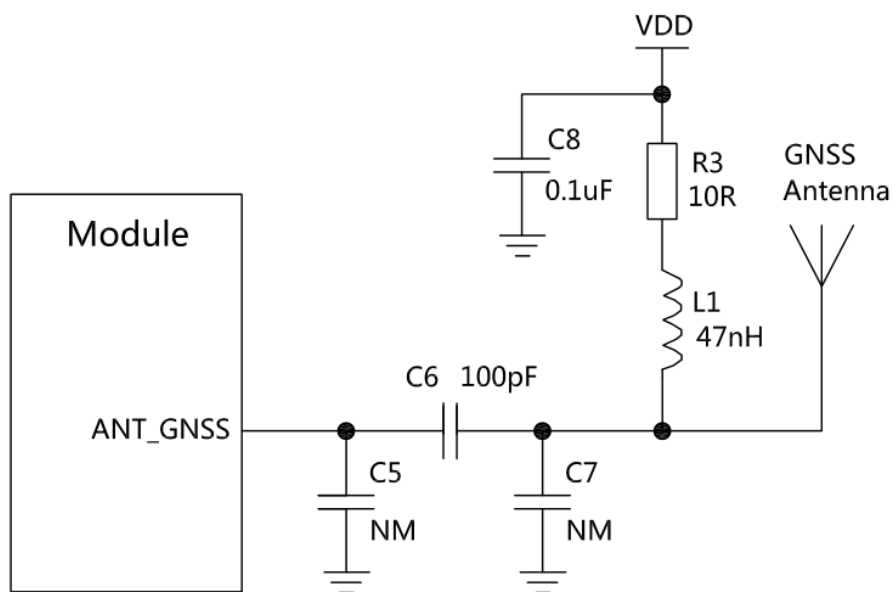 VDD
C8
0.1uF
R3
10R
GNSS
Antenna
Module
L1
47nH
C6 100pF
ANT_GNSS
C5
NM
C7
NM